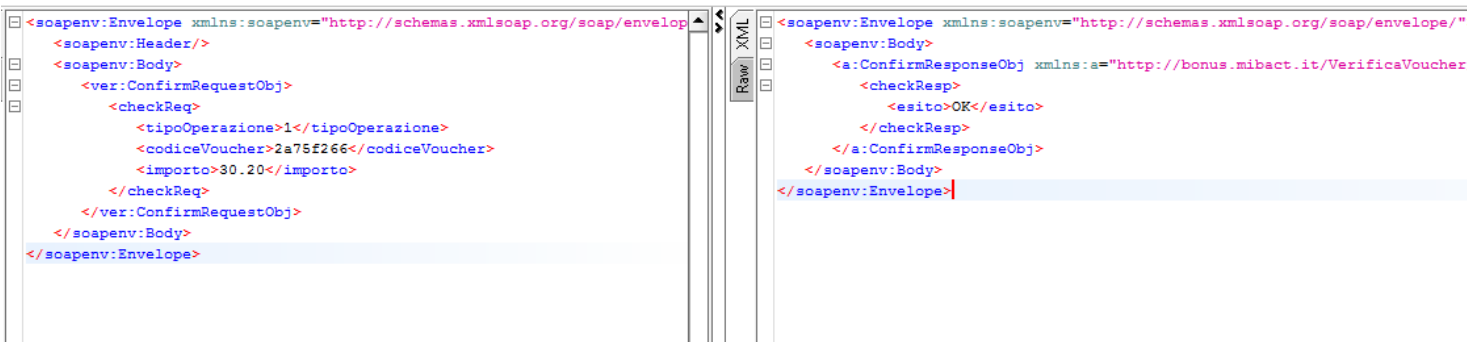 <soapenv:Envelope xmlns:soapenv="http://schemas.xmlsoap.org/soap/envelop
<soapenv:Header/>
<soapenv:Body>
<ver:ConfirmRequestObj>
<checkReq>
<tipoOperazione>1</tipoOperazione>
<codiceVoucher>2a75f266</codiceVoucher>
<importo>30.20</importo>
</checkReq>
</ver:ConfirmRequestObj>
</soapenv:Body>
</soapenv:Envelope>
XML
Raw
<soapenv:Envelope xmlns:soapenv="http://schemas.xmlsoap.org/soap/envelope/"
<soapenv:Body>
<a:ConfirmResponseObj xmlns:a="http://bonus.mibact.it/VerificaVoucher
<checkResp>
<esito>OK</esito>
</checkResp>
</a:ConfirmResponseObj>
</soapenv:Body>
</soapenv:Envelope>